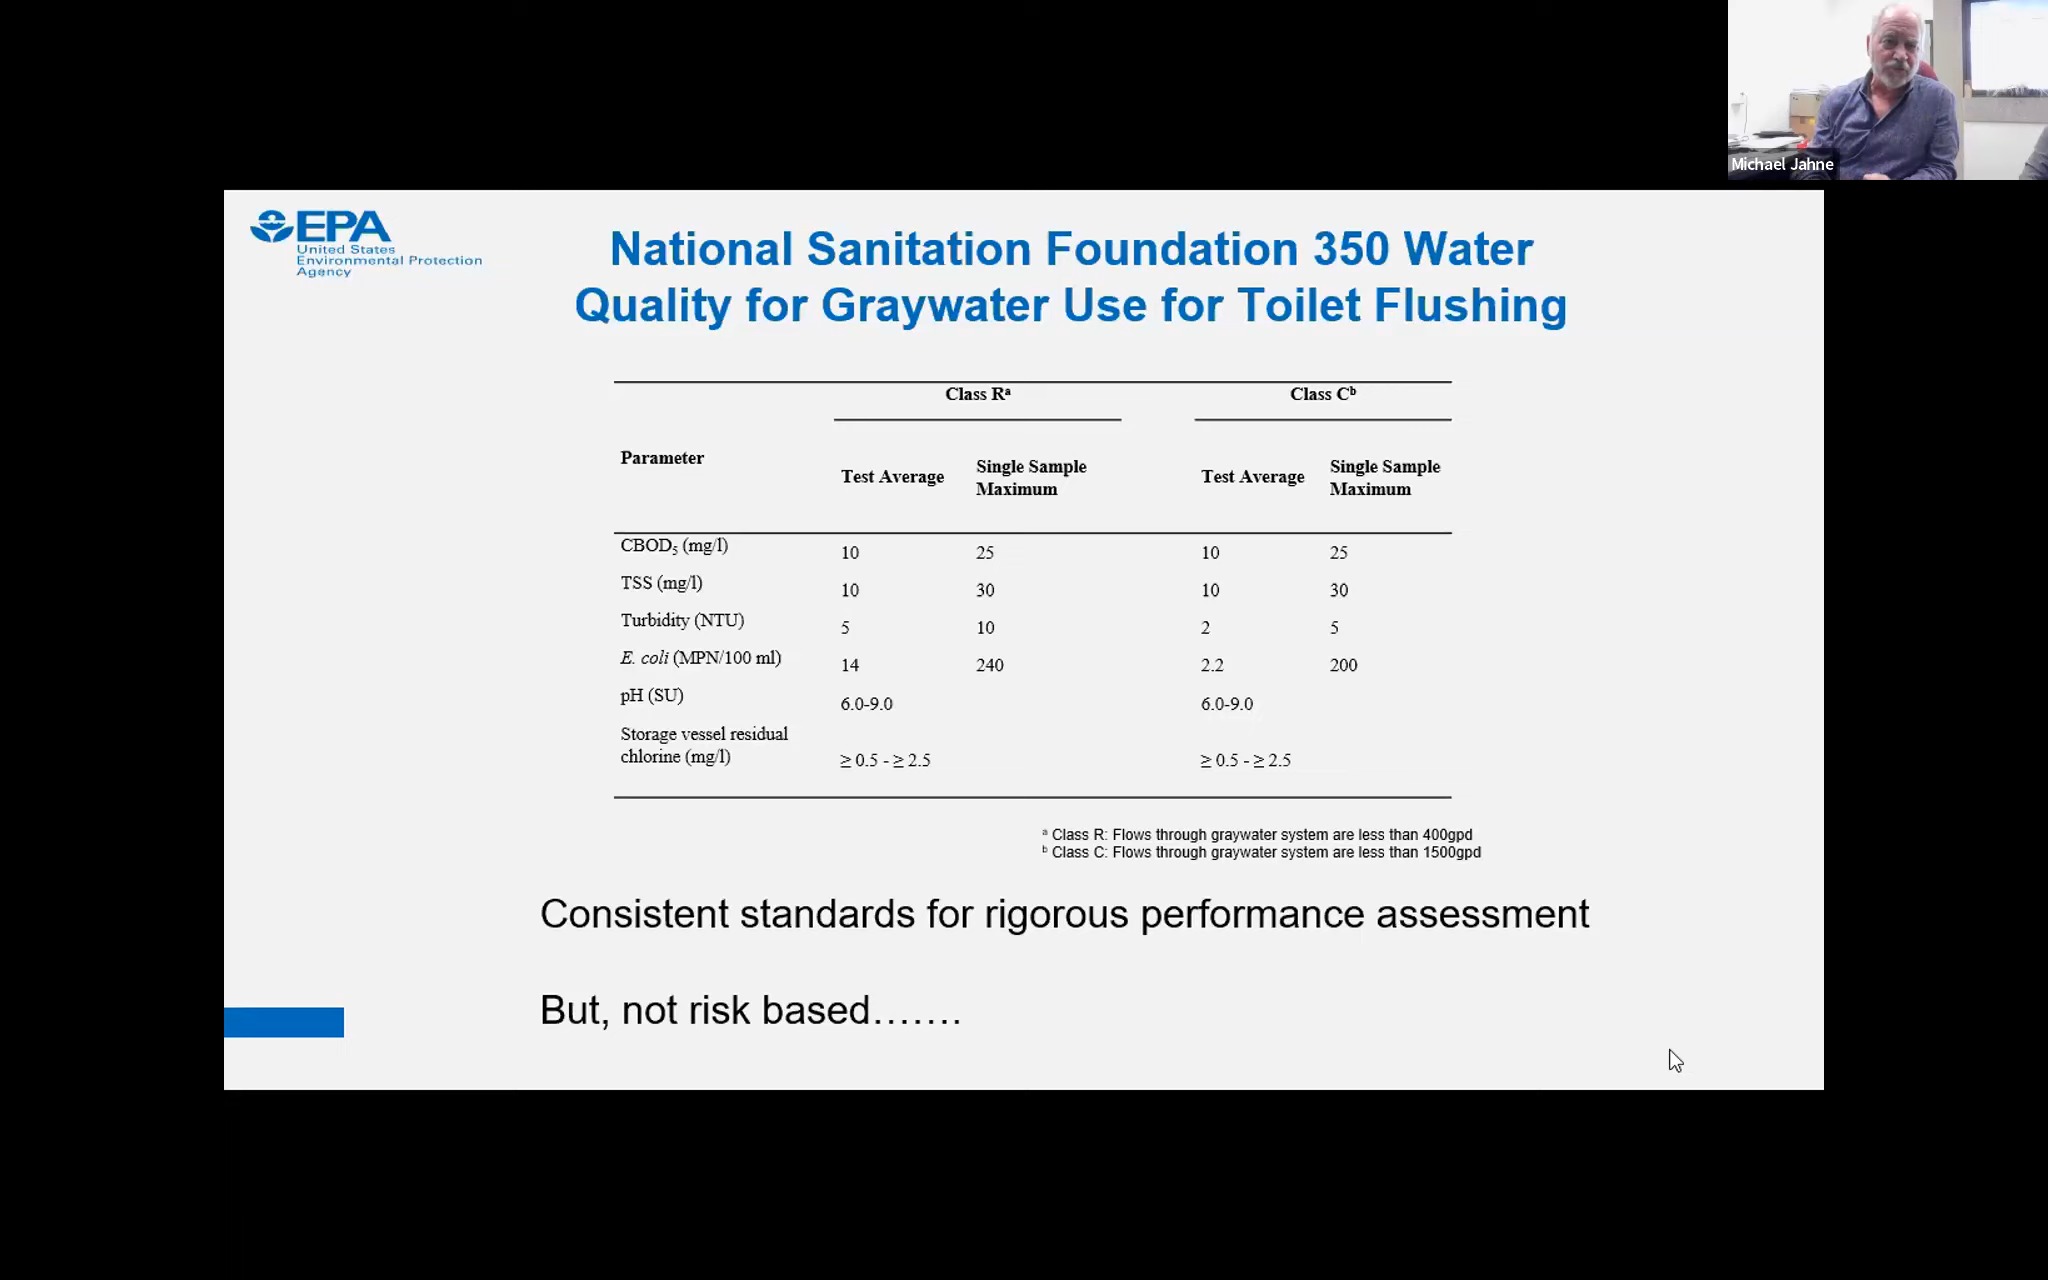 Michael Jahne
EPA
United States
Environmental Protection
Agency
National Sanitation Foundation 350 Water
Quality for Graywater Use for Toilet Flushing
Class Rᵃ Class Cᵇ
Parameter Test Average Single Sample Maximum Test Average Single Sample Maximum
CBOD₅ (mg/l) 10 25 10 25
TSS (mg/l) 10 30 10 30
Turbidity (NTU) 5 10 2 5
E. coli (MPN/100 ml) 14 240 2.2 200
pH (SU) 6.0-9.0 6.0-9.0
Storage vessel residual
chlorine (mg/l) ≥ 0.5 - ≥ 2.5 ≥ 0.5 - ≥ 2.5
ᵃ Class R: Flows through graywater system are less than 400gpd
ᵇ Class C: Flows through graywater system are less than 1500gpd
Consistent standards for rigorous performance assessment
But, not risk based…….